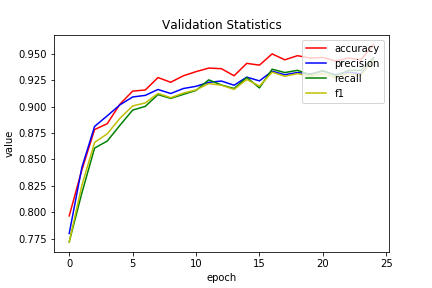 Validation Statistics
accuracy
precision
recall
f1
value
0.950
0.925
0.900
0.875
0.850
0.825
0.800
0.775
0
5
10
15
20
25
epoch